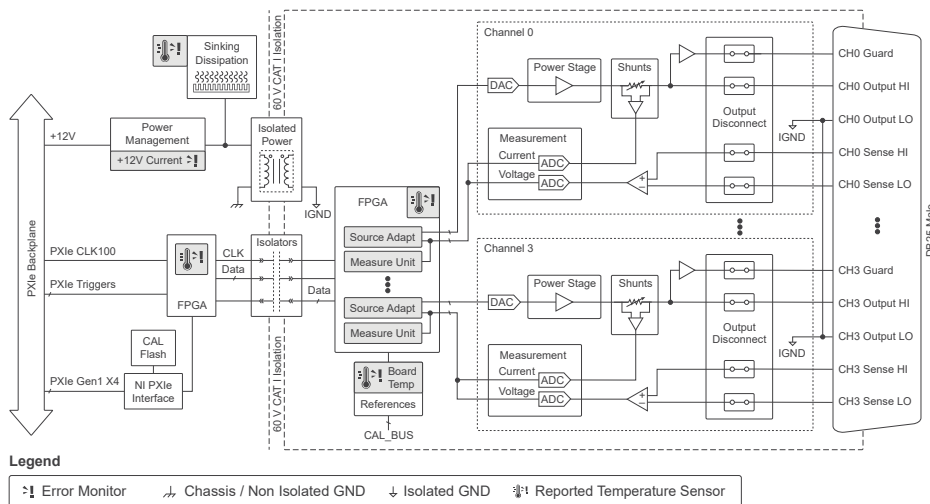 Channel 0
Sinking
Dissipation
60 V CAT I Isolation
Power Stage
Shunts
DAC
CH0 Guard
CH0 Output HI
+12V
Power
Management
+12V Current
Isolated
Power
Measurement
Current
ADC
Voltage
ADC
Output
Disconnect
IGND
CH0 Output LO
CH0 Sense HI
CH0 Sense LO
IGND
FPGA
Source Adapt
Measure Unit
PXIe Backplane
PXIe CLK100
PXIe Triggers
FPGA
CLK
Data
Isolators
Data
Source Adapt
Measure Unit
Channel 3
Power Stage
Shunts
DAC
CH3 Guard
CH3 Output HI
Output
Disconnect
IGND
CH3 Output LO
Measurement
Current
ADC
Voltage
ADC
CH3 Sense HI
CH3 Sense LO
CAL
Flash
PXIe Gen1 X4
NI PXIe
Interface
60 V CAT I Isolation
Board
Temp
References
CAL_BUS
Legend
Error Monitor
Chassis / Non Isolated GND
Isolated GND
Reported Temperature Sensor